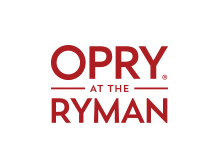 OPRY®
AT THE
RYMAN